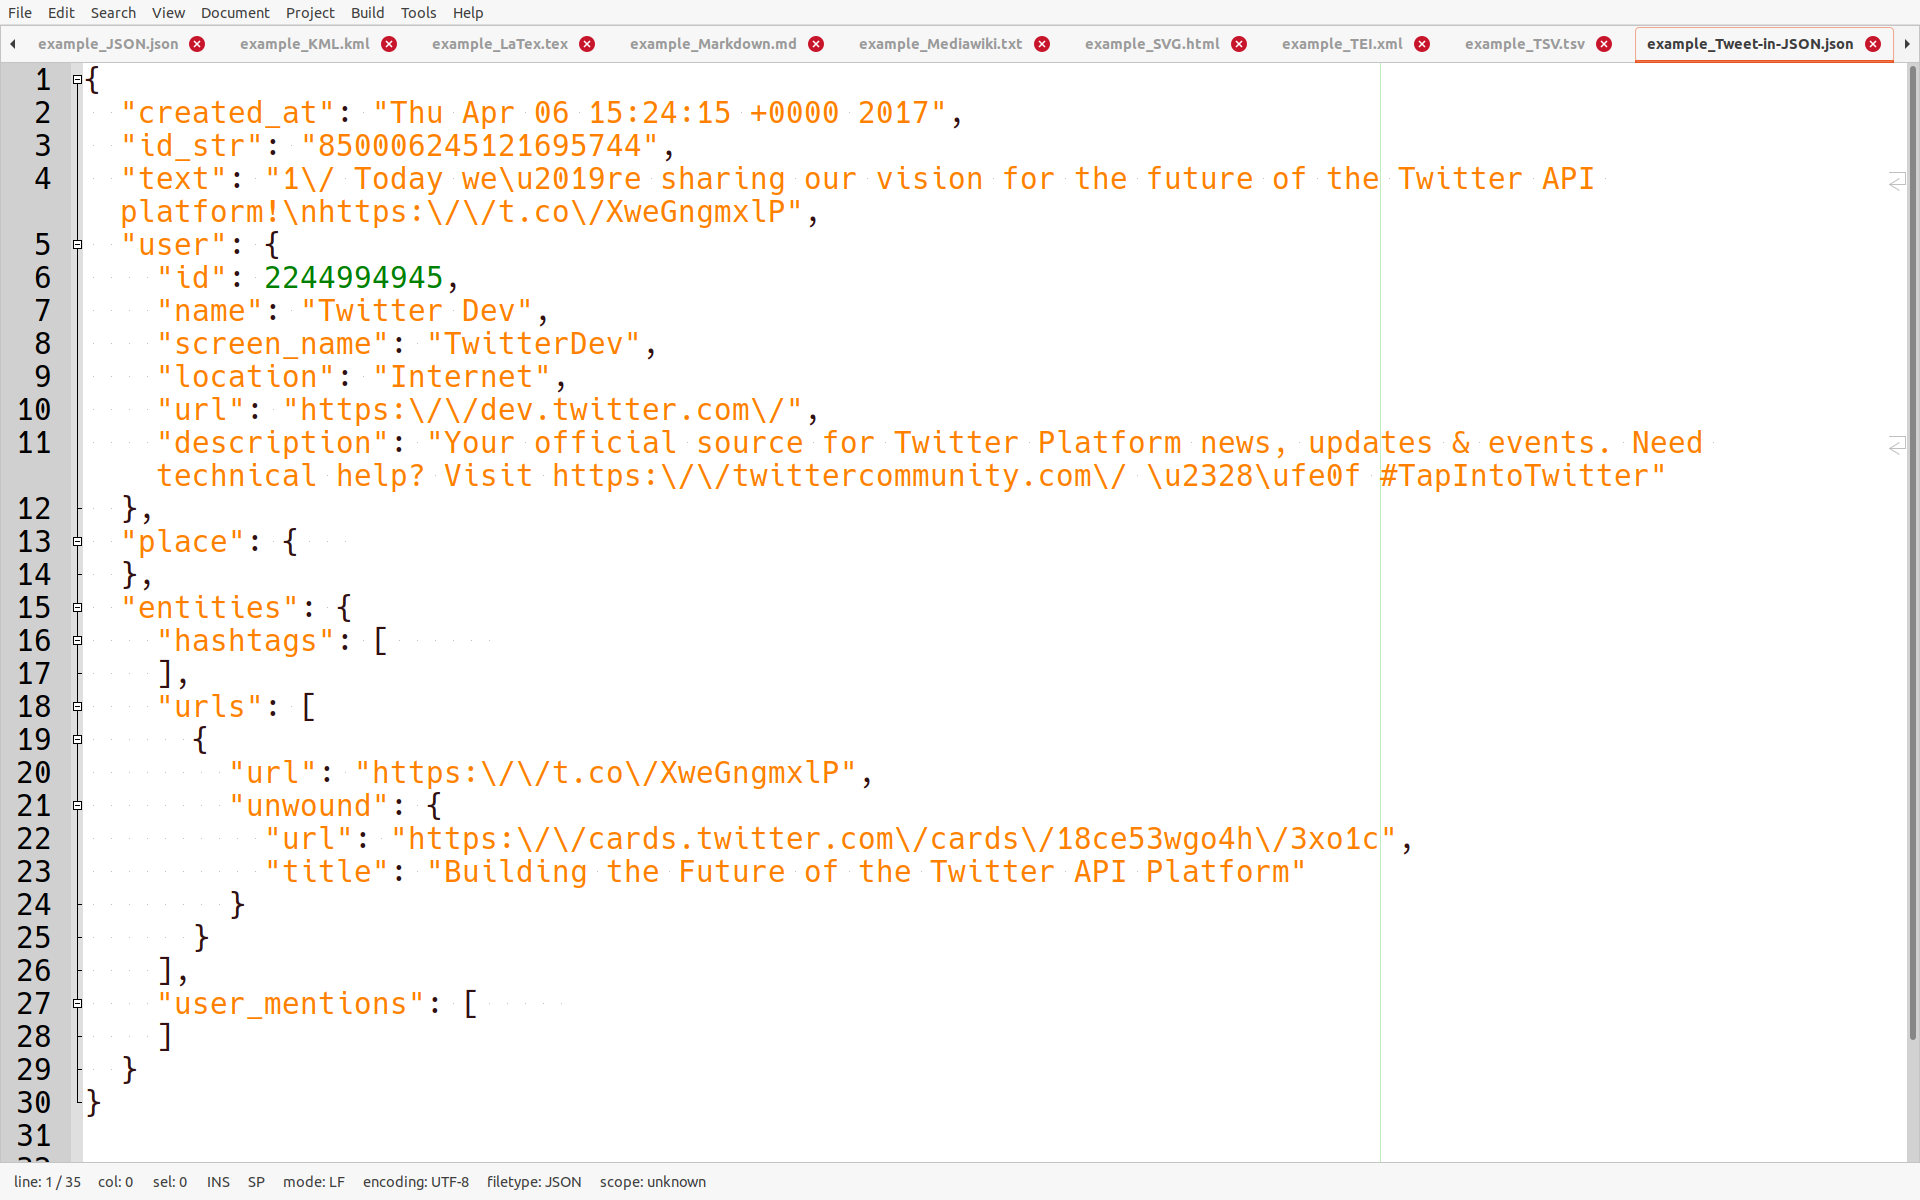 File Edit Search View Document Project Build Tools Help
example_JSON.json example_KML.kml example_LaTex.tex example_Markdown.md example_Mediawiki.txt example_SVG.html example_TEI.xml example_TSV.tsv example_Tweet-in-JSON.json
1 {
2 "created_at": "Thu Apr 06 15:24:15 +0000 2017",
3 "id_str": "850006245121695744",
4 "text": "1\/ Today we\u2019re sharing our vision for the future of the Twitter API
platform!\nhttps:\/\/t.co\/XweGngmxlP",
5 "user": {
6 "id": 2244994945,
7 "name": "Twitter Dev",
8 "screen_name": "TwitterDev",
9 "location": "Internet",
10 "url": "https:\/\/dev.twitter.com\/",
11 "description": "Your official source for Twitter Platform news, updates & events. Need
technical help? Visit https:\/\/twittercommunity.com\/ \u2328\ufe0f #TapIntoTwitter"
12 },
13 "place": {
14 },
15 "entities": {
16 "hashtags": [
17 ],
18 "urls": [
19 {
20 "url": "https:\/\/t.co\/XweGngmxlP",
21 "unwound": {
22 "url": "https:\/\/cards.twitter.com\/cards\/18ce53wgo4h\/3xo1c",
23 "title": "Building the Future of the Twitter API Platform"
24 }
25 }
26 ],
27 "user_mentions": [
28 ]
29 }
30 }
31
line: 1 / 35 col: 0 sel: 0 INS SP mode: LF encoding: UTF-8 filetype: JSON scope: unknown